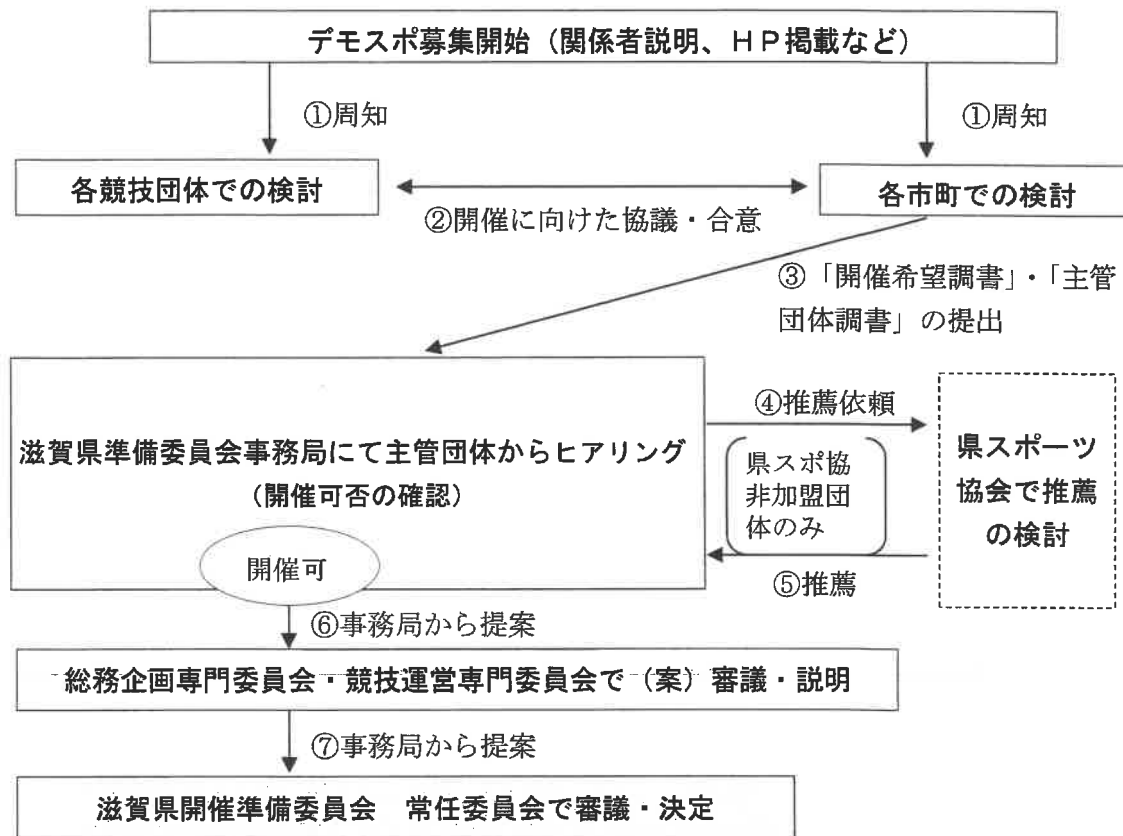 デモスポ募集開始（関係者説明、ＨＰ掲載など）
①周知
①周知
各競技団体での検討
各市町での検討
②開催に向けた協議・合意
③「開催希望調書」・「主管
団体調書」の提出
滋賀県準備委員会事務局にて主管団体からヒアリング
（開催可否の確認）
開催可
④推薦依頼
県スポ協
非加盟団
体のみ
⑤推薦
県スポーツ
協会で推薦
の検討
⑥事務局から提案
総務企画専門委員会・競技運営専門委員会で（案）審議・説明
⑦事務局から提案
滋賀県開催準備委員会　常任委員会で審議・決定